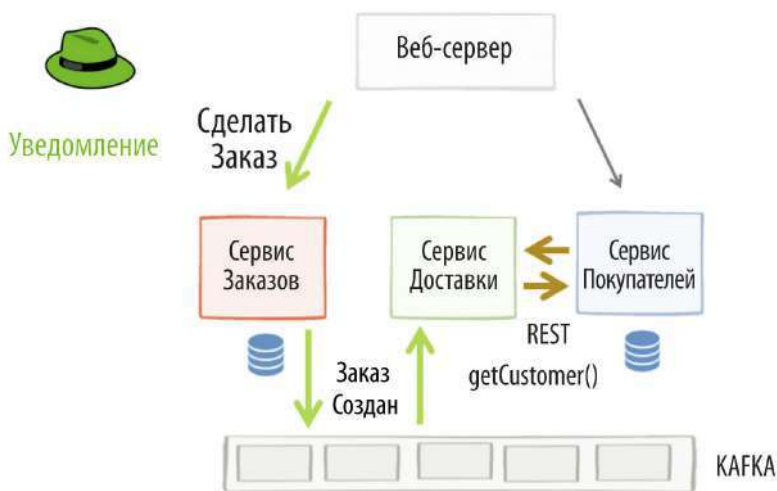 Веб-сервер
Уведомление
Сделать
Заказ
Сервис
Заказов
Сервис
Доставки
Сервис
Покупателей
REST
getCustomer()
Заказ
Создан
KAFKA